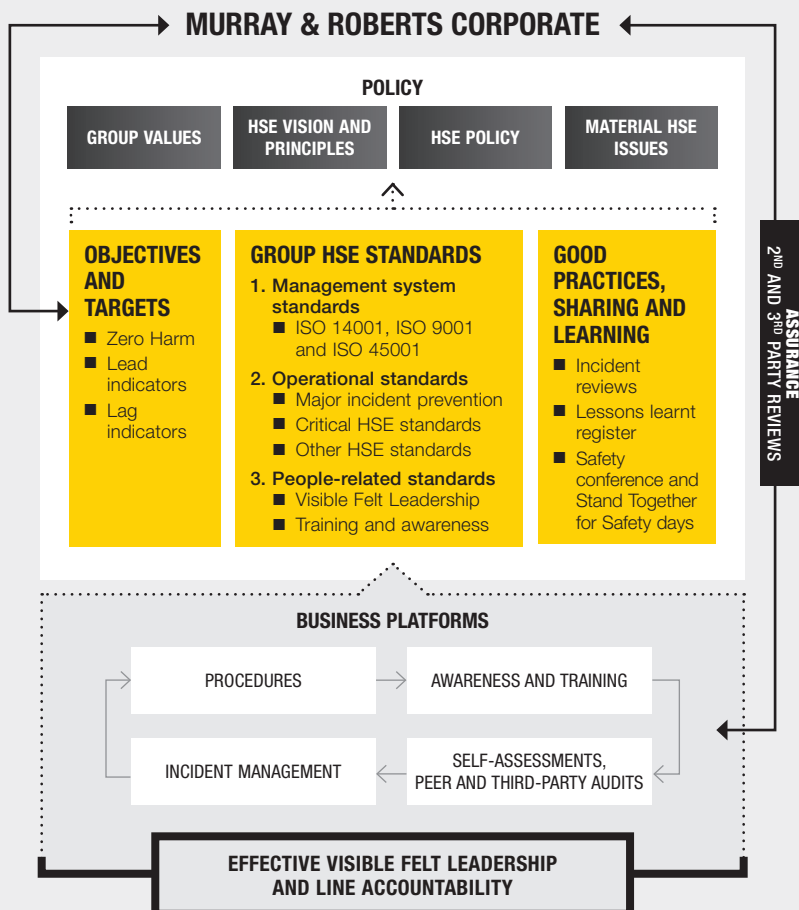 MURRAY & ROBERTS CORPORATE
POLICY
GROUP VALUES
HSE VISION AND
PRINCIPLES
HSE POLICY
MATERIAL HSE
ISSUES
OBJECTIVES
AND
TARGETS
■ Zero Harm
■ Lead
indicators
■ Lag
indicators
GROUP HSE STANDARDS
1. Management system
standards
■ ISO 14001, ISO 9001
and ISO 45001
2. Operational standards
■ Major incident prevention
■ Critical HSE standards
■ Other HSE standards
3. People-related standards
■ Visible Felt Leadership
■ Training and awareness
GOOD
PRACTICES,
SHARING AND
LEARNING
■ Incident
reviews
■ Lessons learnt
register
■ Safety
conference and
Stand Together
for Safety days
ASSURANCE
2ND AND 3RD PARTY REVIEWS
BUSINESS PLATFORMS
PROCEDURES
AWARENESS AND TRAINING
INCIDENT MANAGEMENT
SELF-ASSESSMENTS,
PEER AND THIRD-PARTY AUDITS
EFFECTIVE VISIBLE FELT LEADERSHIP
AND LINE ACCOUNTABILITY